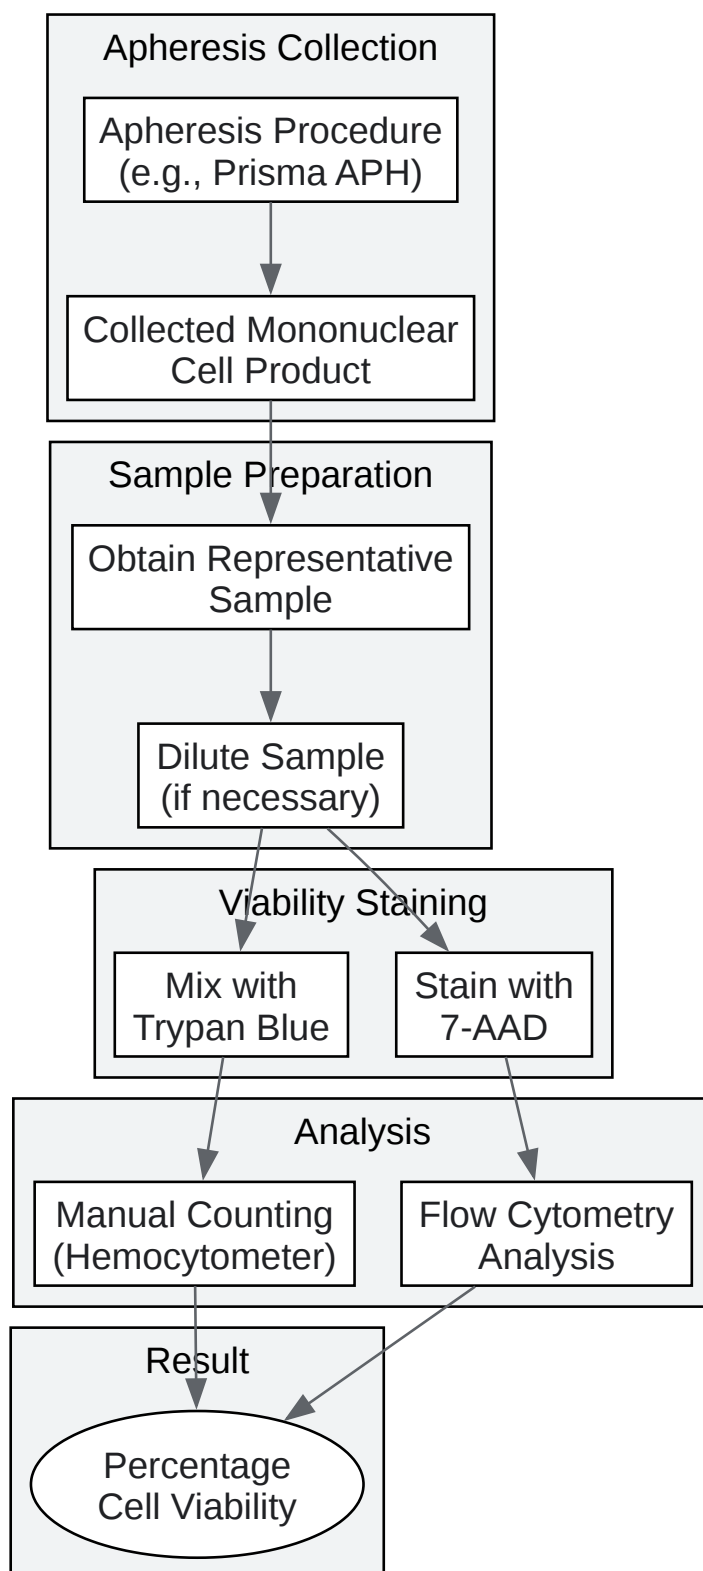 Apheresis Collection
Apheresis Procedure
(e.g., Prisma APH)
Collected Mononuclear
Cell Product
Sample Preparation
Obtain Representative
Sample
Dilute Sample
(if necessary)
Viability Staining
Mix with
Trypan Blue
Stain with
7-AAD
Analysis
Manual Counting
(Hemocytometer)
Flow Cytometry
Analysis
Result
Percentage
Cell Viability